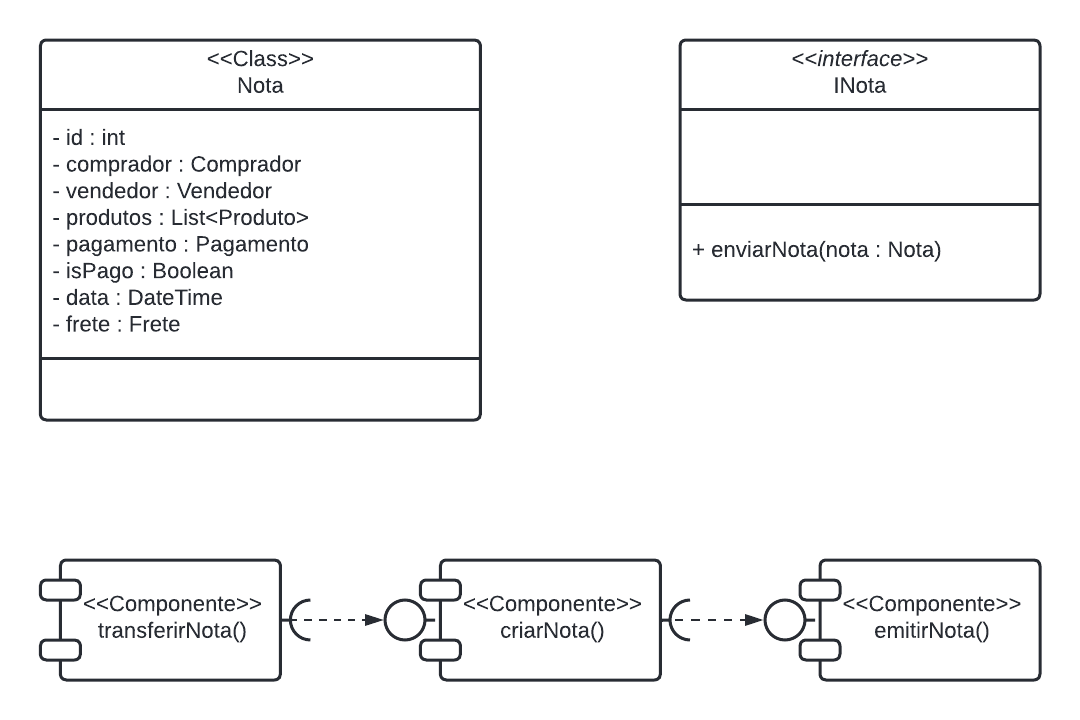 <<Class>>
Nota
- id : int
- comprador : Comprador
- vendedor : Vendedor
- produtos : List<Produto>
- pagamento : Pagamento
- isPago : Boolean
- data : DateTime
- frete : Frete
<<interface>>
INota
+ enviarNota(nota : Nota)
<<Componente>>
transferirNota()
<<Componente>>
criarNota()
<<Componente>>
emitirNota()